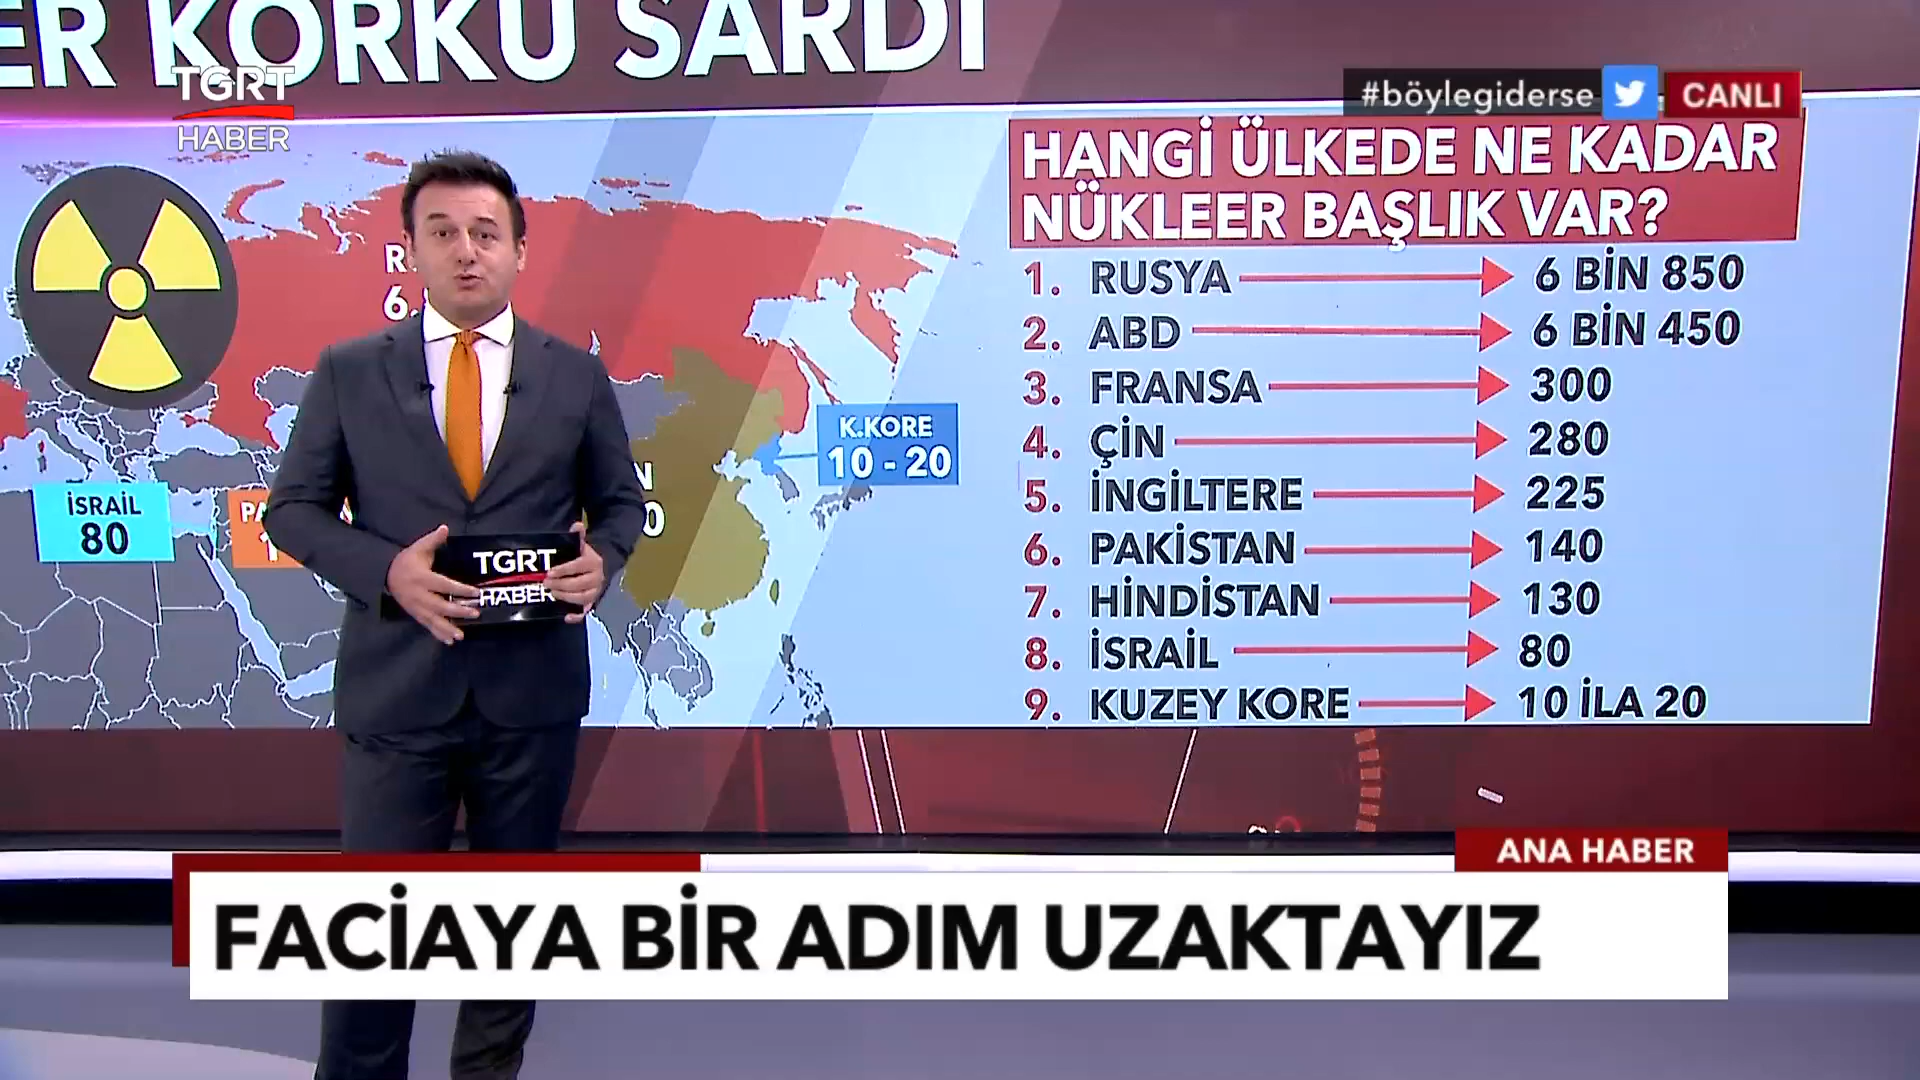 KORKU SARDI
TGRT
HABER
#böylegiderse
CANLI
HANGİ ÜLKEDE NE KADAR
NÜKLEER BAŞLIK VAR?
1. RUSYA 6 BİN 850
2. ABD 6 BİN 450
3. FRANSA 300
4. ÇİN 280
5. İNGİLTERE 225
6. PAKİSTAN 140
7. HİNDİSTAN 130
8. İSRAİL 80
9. KUZEY KORE 10 İLA 20
K.KORE
10 - 20
İSRAİL
80
TGRT
HABER
ANA HABER
FACİAYA BİR ADIM UZAKTAYIZ